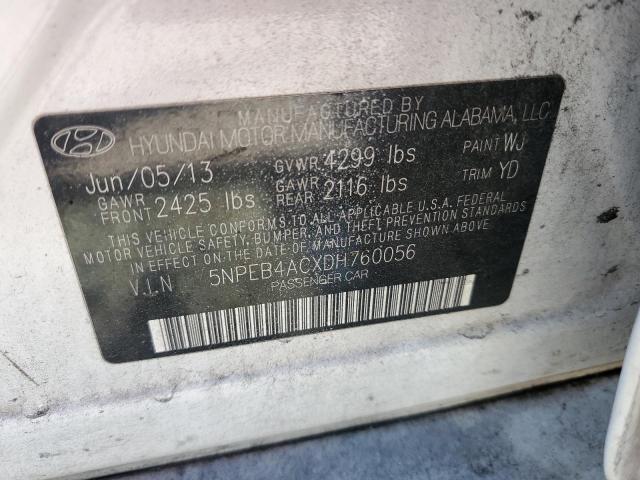 MANUFACTURED BY
HYUNDAI MOTOR MANUFACTURING ALABAMA, LLC
Jun/05/13 GVWR 4299 lbs PAINT WJ
GAWR FRONT 2425 lbs GAWR REAR 2116 lbs TRIM YD
THIS VEHICLE CONFORMS TO ALL APPLICABLE U.S.A. FEDERAL
MOTOR VEHICLE SAFETY, BUMPER, AND THEFT PREVENTION STANDARDS
IN EFFECT ON THE DATE OF MANUFACTURE SHOWN ABOVE
V.I.N 5NPEB4ACXDH760056
PASSENGER CAR